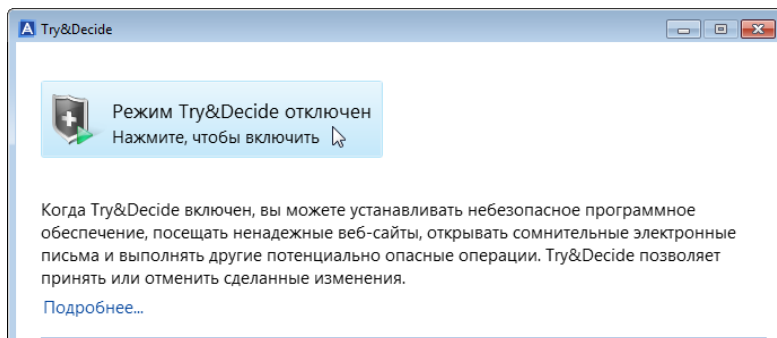 Try&Decide
Режим Try&Decide отключен
Нажмите, чтобы включить
Когда Try&Decide включен, вы можете устанавливать небезопасное программное
обеспечение, посещать ненадежные веб-сайты, открывать сомнительные электронные
письма и выполнять другие потенциально опасные операции. Try&Decide позволяет
принять или отменить сделанные изменения.
Подробнее...